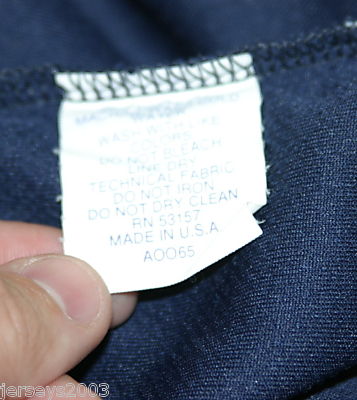 WASH WITH LIKE
COLORS
DO NOT BLEACH
LINE DRY
TECHNICAL FABRIC
DO NOT IRON
DO NOT DRY CLEAN
RN 53157
MADE IN U.S.A.
AOO65
jerseys2003